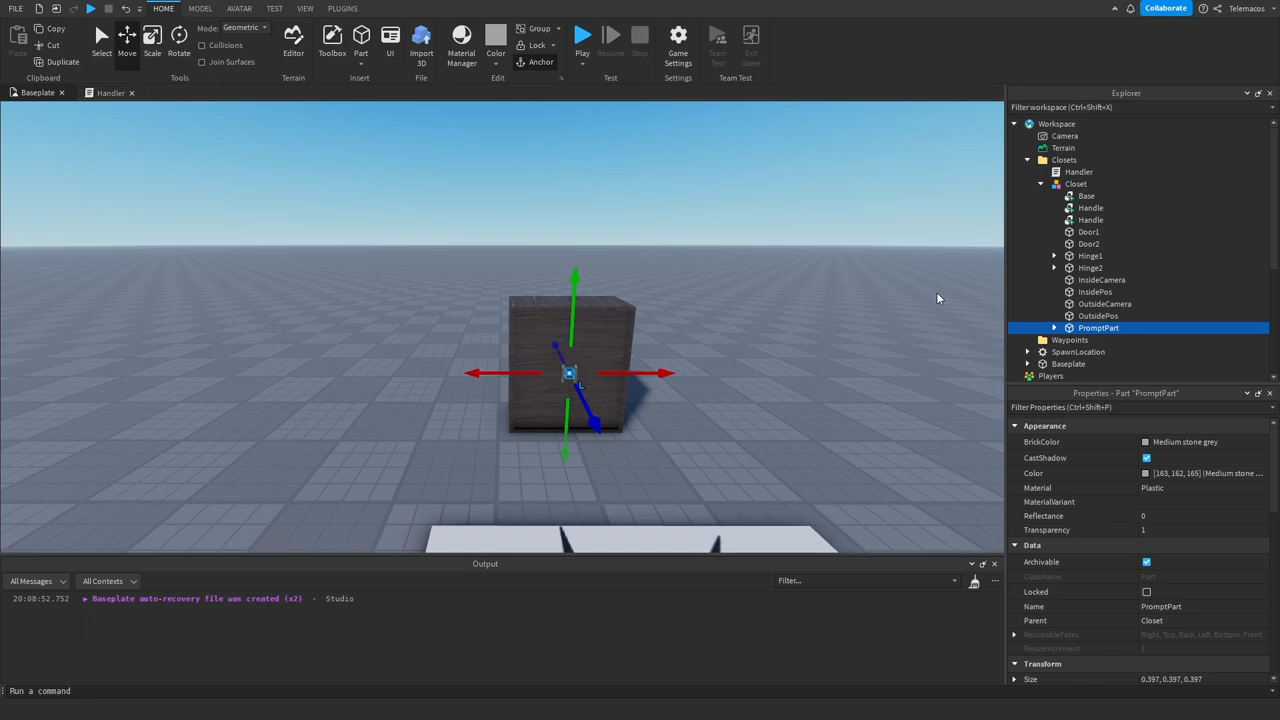 FILE HOME MODEL AVATAR TEST VIEW PLUGINS Collaborate Telemacos
Paste Copy Cut Duplicate Clipboard
Select Move Scale Rotate Mode: Geometric Collisions Join Surfaces Tools
Editor Terrain
Toolbox Part UI Insert
Import 3D File
Material Manager Color Group Lock Anchor Edit
Play Resume Stop Test
Game Settings Settings
Team Test Exit Game Team Test
Baseplate Handler
L
Explorer
Filter workspace (Ctrl+Shift+X)
Workspace
Camera
Terrain
Closets
Handler
Closet
Base
Handle
Handle
Door1
Door2
Hinge1
Hinge2
InsideCamera
InsidePos
OutsideCamera
OutsidePos
PromptPart
Waypoints
SpawnLocation
Baseplate
Players
Properties - Part "PromptPart"
Filter Properties (Ctrl+Shift+P)
Appearance
BrickColor Medium stone grey
CastShadow
Color [163, 162, 165] (Medium stone ...
Material Plastic
MaterialVariant
Reflectance 0
Transparency 1
Data
Archivable
ClassName Part
Locked
Name PromptPart
Parent Closet
ResizeableFaces Right, Top, Back, Left, Bottom, Front
ResizeIncrement 1
Transform
Size 0.397, 0.397, 0.397
Output
All Messages All Contexts Filter...
20:08:52.752 Baseplate auto-recovery file was created (x2) - Studio
Run a command